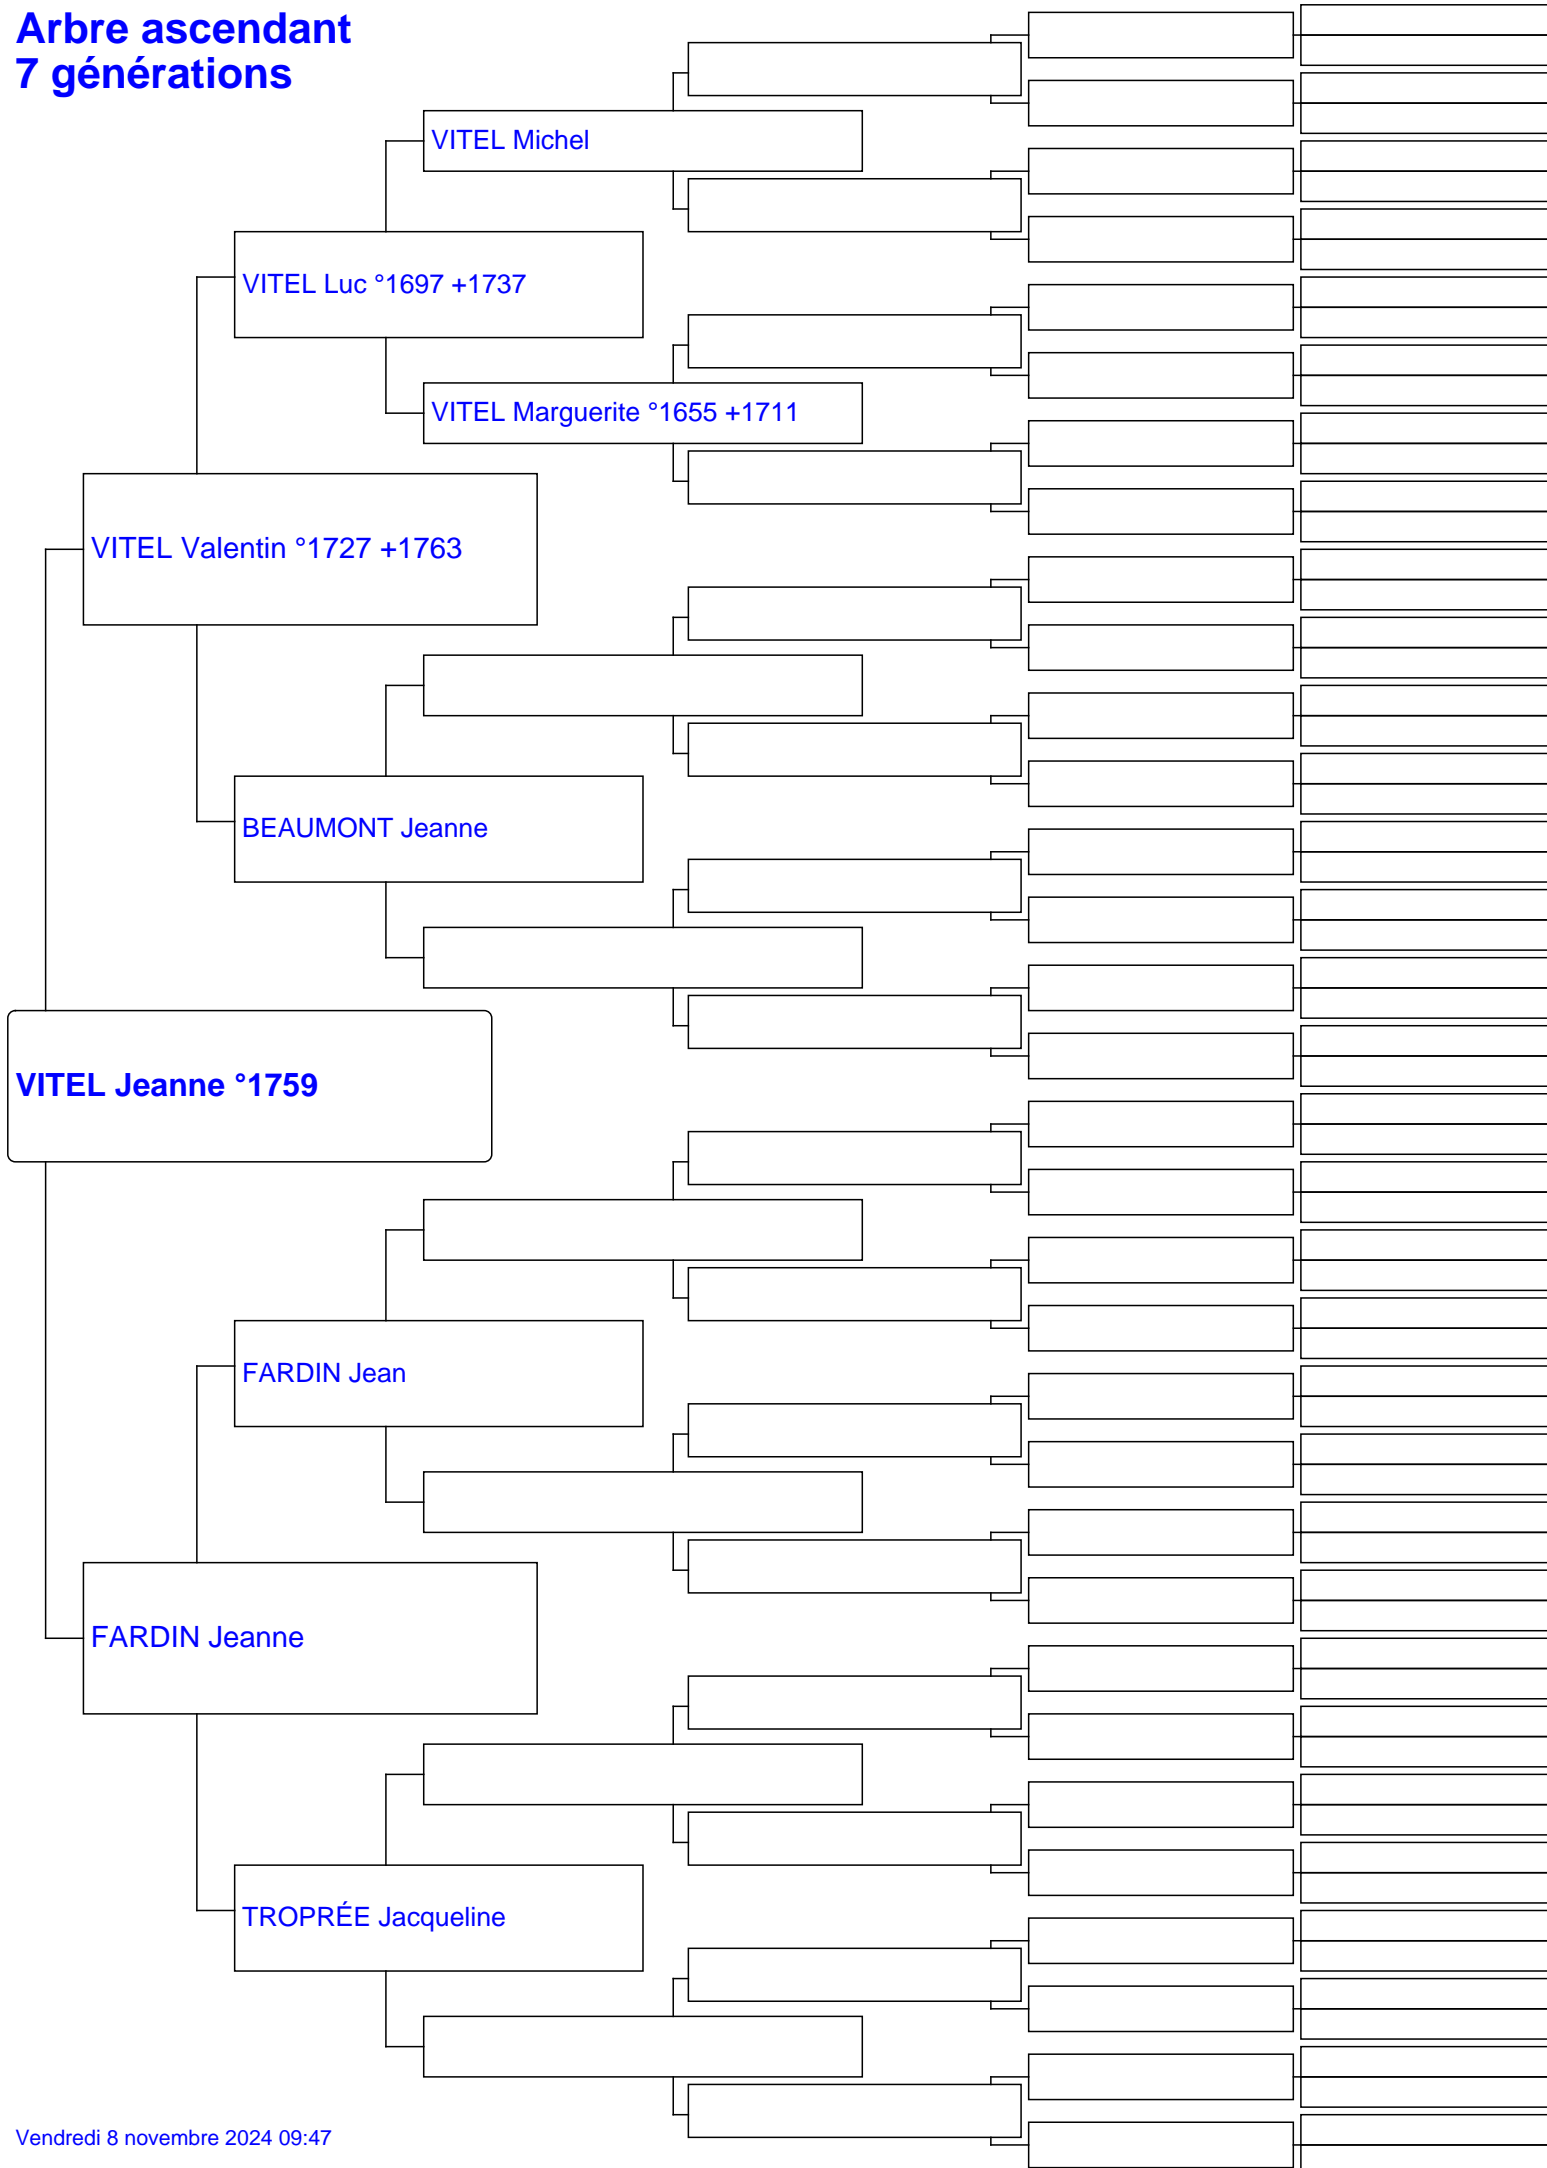 Arbre ascendant
7 générations
VITEL Michel
VITEL Luc °1697 +1737
VITEL Marguerite °1655 +1711
VITEL Valentin °1727 +1763
BEAUMONT Jeanne
VITEL Jeanne °1759
FARDIN Jean
FARDIN Jeanne
TROPRÉE Jacqueline
Vendredi 8 novembre 2024 09:47